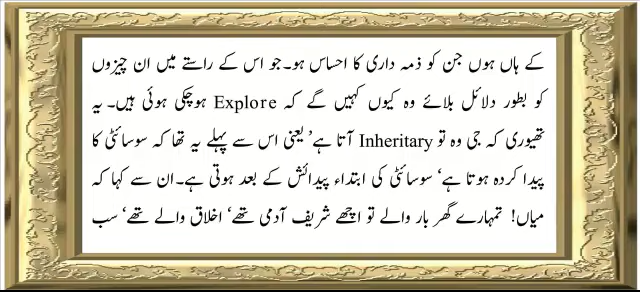 کے ہاں ہوں جن کو ذمہ داری کا احساس ہو۔جو اس کے راستے میں ان چیزوں
کو بطور دلائل بلائے وہ کیوں کہیں گے کہ Explore ہوچکی ہوئی ہیں۔ یہ
تھیوری کہ جی وہ تو Inheritary آتا ہے’ یعنی اس سے پہلے یہ تھا کہ سوسائٹی کا
پیدا کردہ ہوتا ہے‘ سوسائٹی کی ابتداء پیدائش کے بعد ہوتی ہے۔ان سے کہا کہ
میاں! تمہارے گھر بار والے تو اچھے شریف آدمی تھے‘ اخلاق والے تھے‘ سب